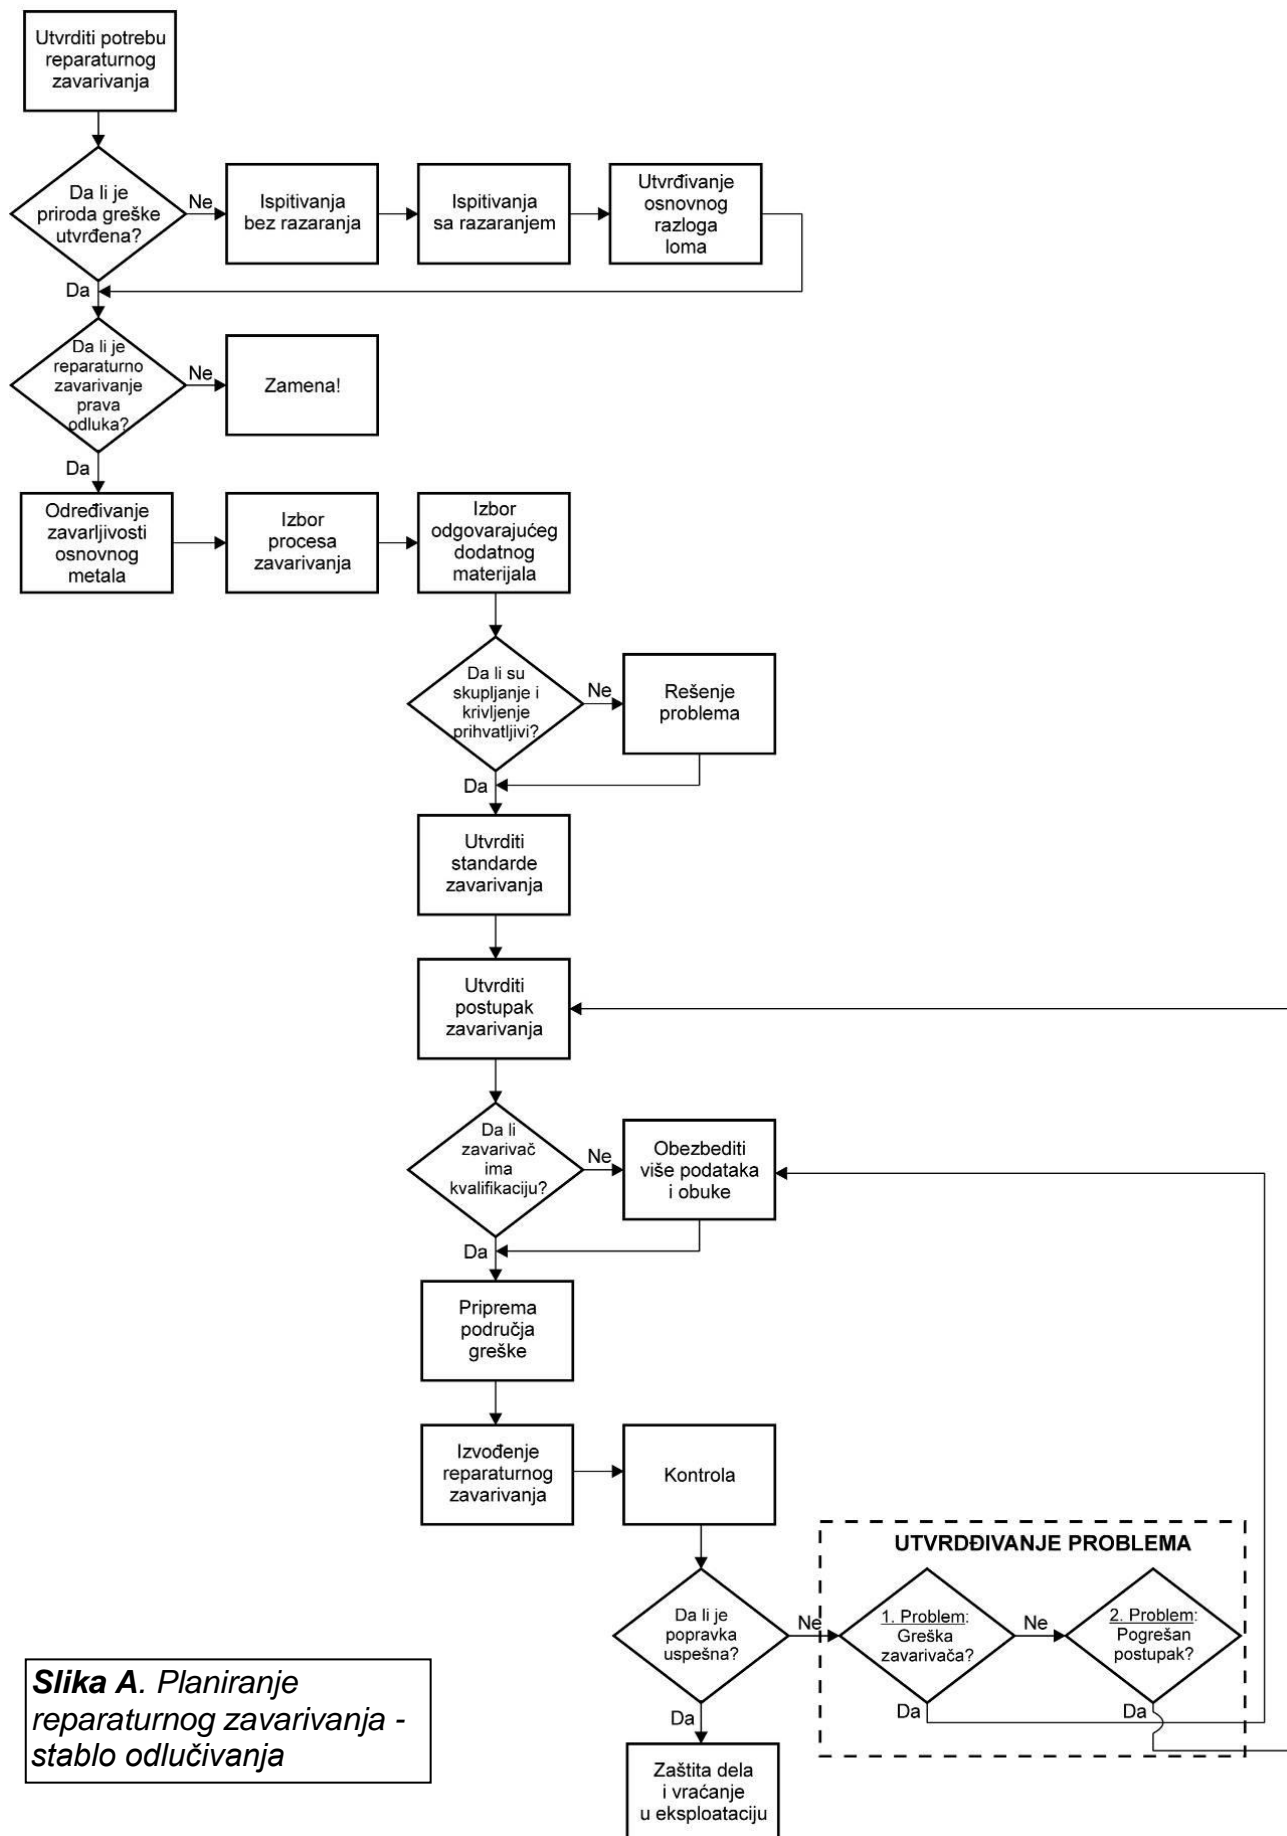 Utvrditi potrebu
reparaturnog
zavarivanja
Da li je
priroda greške
utvrđena?
Ne
Ispitivanja
bez razaranja
Ispitivanja
sa razaranjem
Utvrđivanje
osnovnog
razloga
loma
Da
Da li je
reparaturno
zavarivanje
prava
odluka?
Ne
Zamena!
Da
Određivanje
zavarljivosti
osnovnog
metala
Izbor
procesa
zavarivanja
Izbor
odgovarajućeg
dodatnog
materijala
Da li su
skupljanje i
krivljenje
prihvatljivi?
Ne
Rešenje
problema
Da
Utvrditi
standarde
zavarivanja
Utvrditi
postupak
zavarivanja
Da li
zavarivač
ima
kvalifikaciju?
Ne
Obezbediti
više podataka
i obuke
Da
Priprema
područja
greške
Izvođenje
reparaturnog
zavarivanja
Kontrola
UTVRDĐIVANJE PROBLEMA
Da li je
popravka
uspešna?
Ne
1. Problem:
Greška
zavarivača?
Ne
2. Problem:
Pogrešan
postupak?
Da
Da
Da
Zaštita dela
i vraćanje
u eksploataciju
Slika A. Planiranje
reparaturnog zavarivanja -
stablo odlučivanja